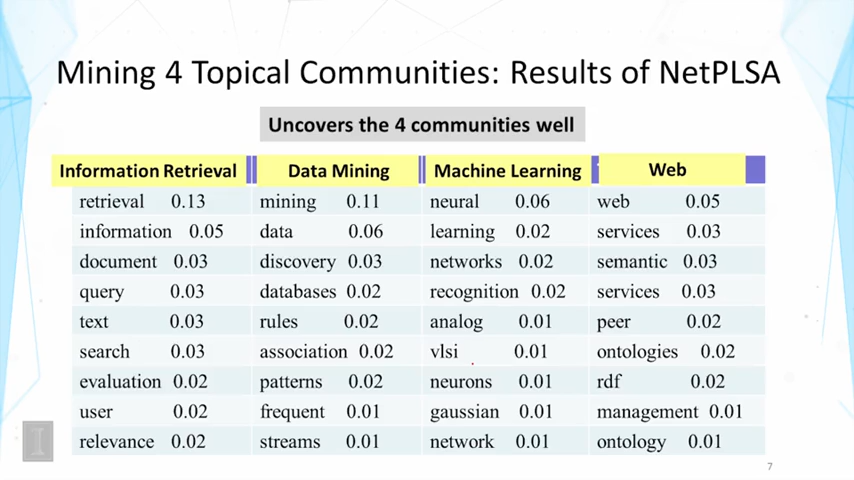 Mining 4 Topical Communities: Results of NetPLSA
Uncovers the 4 communities well
Information Retrieval Data Mining Machine Learning Web
retrieval 0.13 mining 0.11 neural 0.06 web 0.05
information 0.05 data 0.06 learning 0.02 services 0.03
document 0.03 discovery 0.03 networks 0.02 semantic 0.03
query 0.03 databases 0.02 recognition 0.02 services 0.03
text 0.03 rules 0.02 analog 0.01 peer 0.02
search 0.03 association 0.02 vlsi 0.01 ontologies 0.02
evaluation 0.02 patterns 0.02 neurons 0.01 rdf 0.02
user 0.02 frequent 0.01 gaussian 0.01 management 0.01
relevance 0.02 streams 0.01 network 0.01 ontology 0.01
7